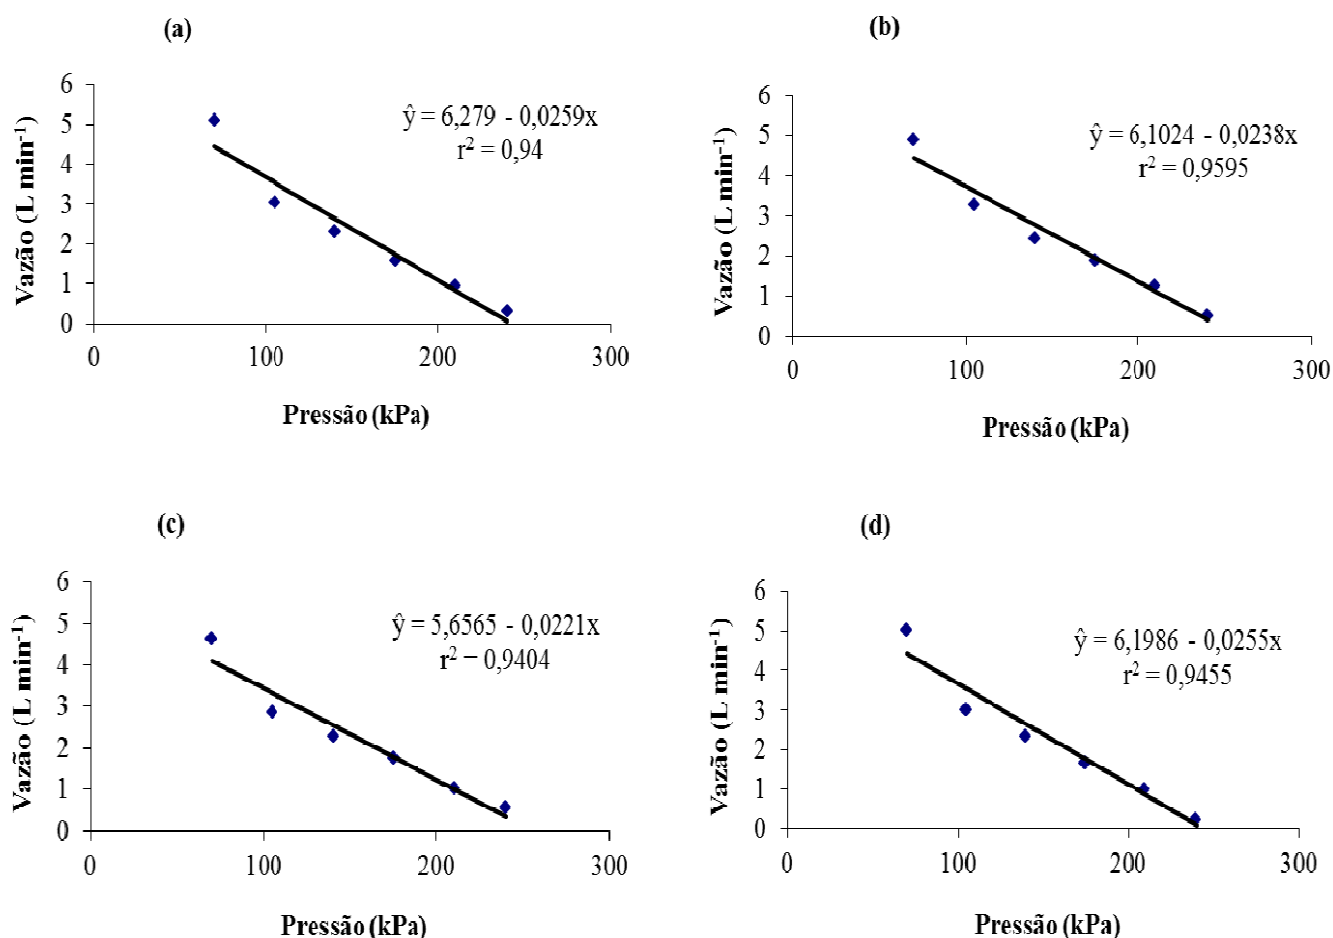 (a)
Vazão (L min⁻¹)
6
5
4
3
2
1
0
ŷ = 6,279 - 0,0259x
r² = 0,94
0 100 200 300
Pressão (kPa)
(b)
Vazão (L min⁻¹)
6
5
4
3
2
1
0
ŷ = 6,1024 - 0,0238x
r² = 0,9595
0 100 200 300
Pressão (kPa)
(c)
Vazão (L min⁻¹)
6
5
4
3
2
1
0
ŷ = 5,6565 - 0,0221x
r² = 0,9404
0 100 200 300
Pressão (kPa)
(d)
Vazão (L min⁻¹)
6
5
4
3
2
1
0
ŷ = 6,1986 - 0,0255x
r² = 0,9455
0 100 200 300
Pressão (kPa)